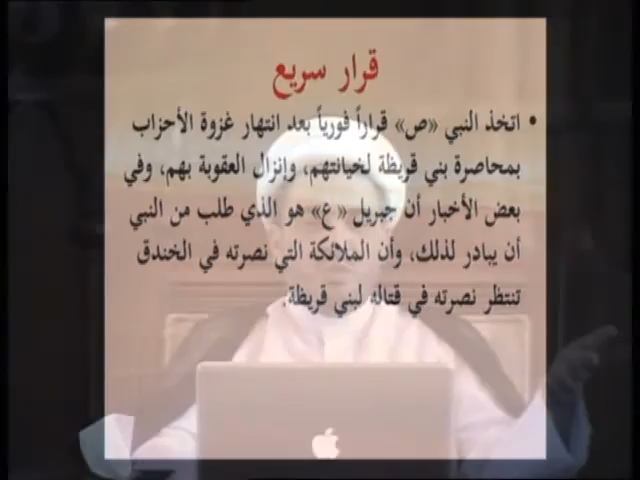 قرار سريع
• اتخذ النبي «ص» قراراً فورياً بعد انتهار غزوة الأحزاب
بمحاصرة بني قريظة لخيانتهم، وإنزال العقوبة بهم، وفي
بعض الأخبار أن جبريل «ع» هو الذي طلب من النبي
أن يبادر لذلك، وأن الملائكة التي نصرته في الخندق
تنتظر نصرته في قتاله لبني قريظة.